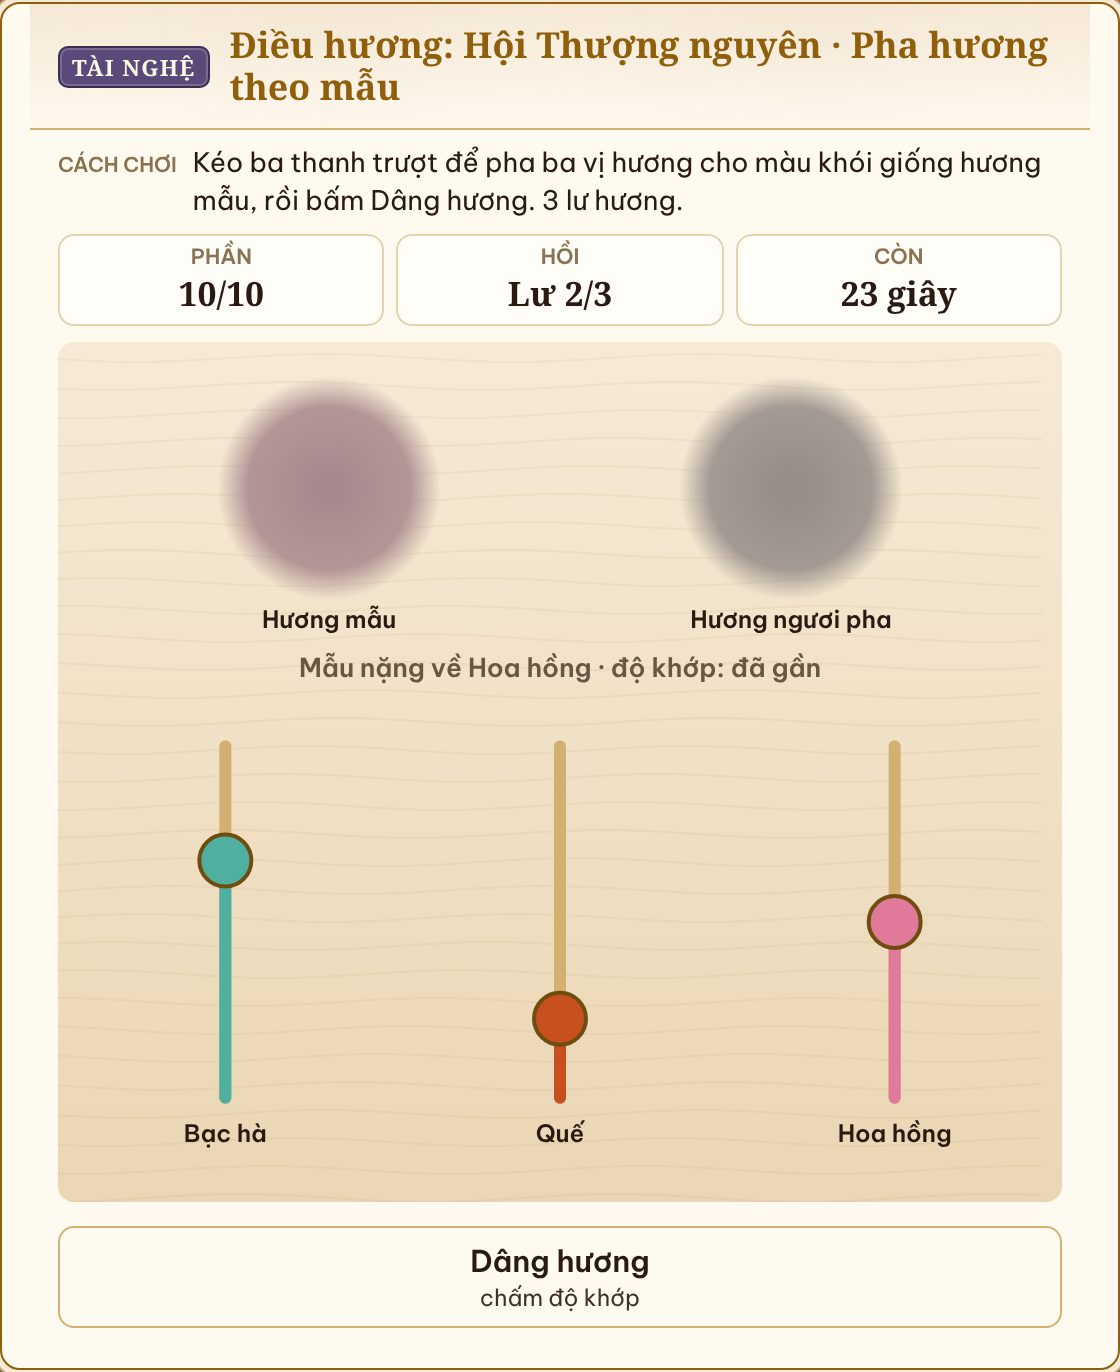 TÀI NGHỆ
Điều hương: Hội Thượng nguyên · Pha hương
theo mẫu
CÁCH CHƠI
Kéo ba thanh trượt để pha ba vị hương cho màu khói giống hương
mẫu, rồi bấm Dâng hương. 3 lư hương.
PHẦN
10/10
HỒI
Lư 2/3
CÒN
23 giây
Hương mẫu
Hương ngươi pha
Mẫu nặng về Hoa hồng · độ khớp: đã gần
Bạc hà
Quế
Hoa hồng
Dâng hương
chấm độ khớp